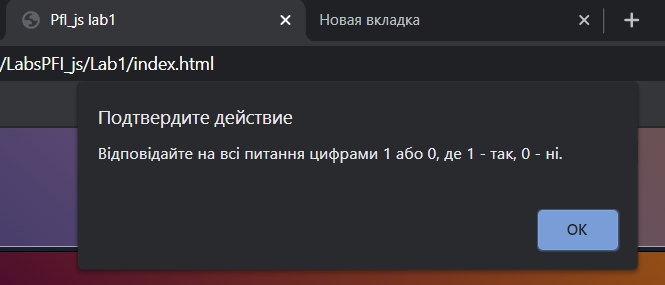 Pfl_js lab1
Новая вкладка
/LabsPFl_js/Lab1/index.html
Подтвердите действие
Відповідайте на всі питання цифрами 1 або 0, де 1 - так, 0 - ні.
OK